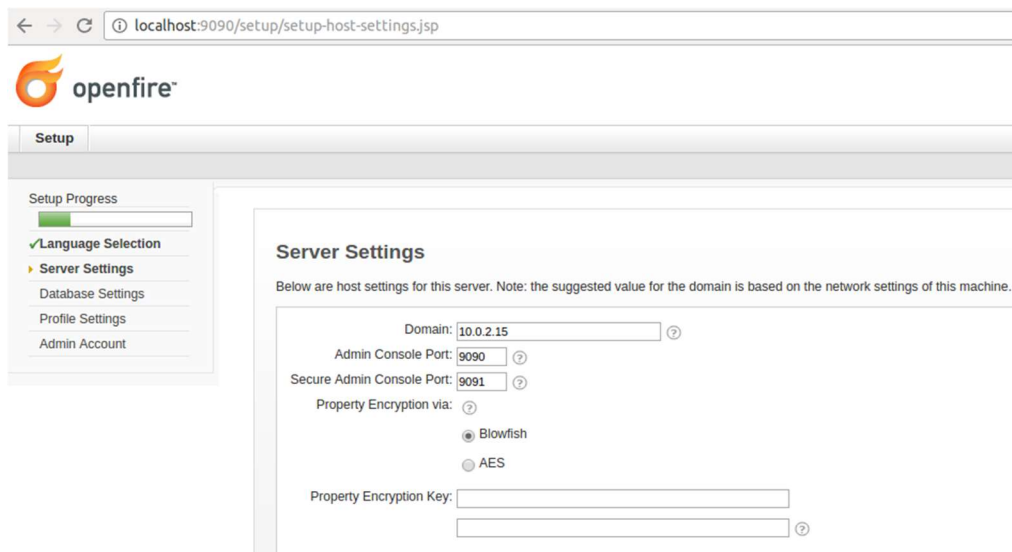 localhost:9090/setup/setup-host-settings.jsp
openfire™
Setup
Setup Progress
Language Selection
Server Settings
Database Settings
Profile Settings
Admin Account
Server Settings
Below are host settings for this server. Note: the suggested value for the domain is based on the network settings of this machine.
Domain: 10.0.2.15 ?
Admin Console Port: 9090 ?
Secure Admin Console Port: 9091 ?
Property Encryption via: ?
Blowfish
AES
Property Encryption Key:
?